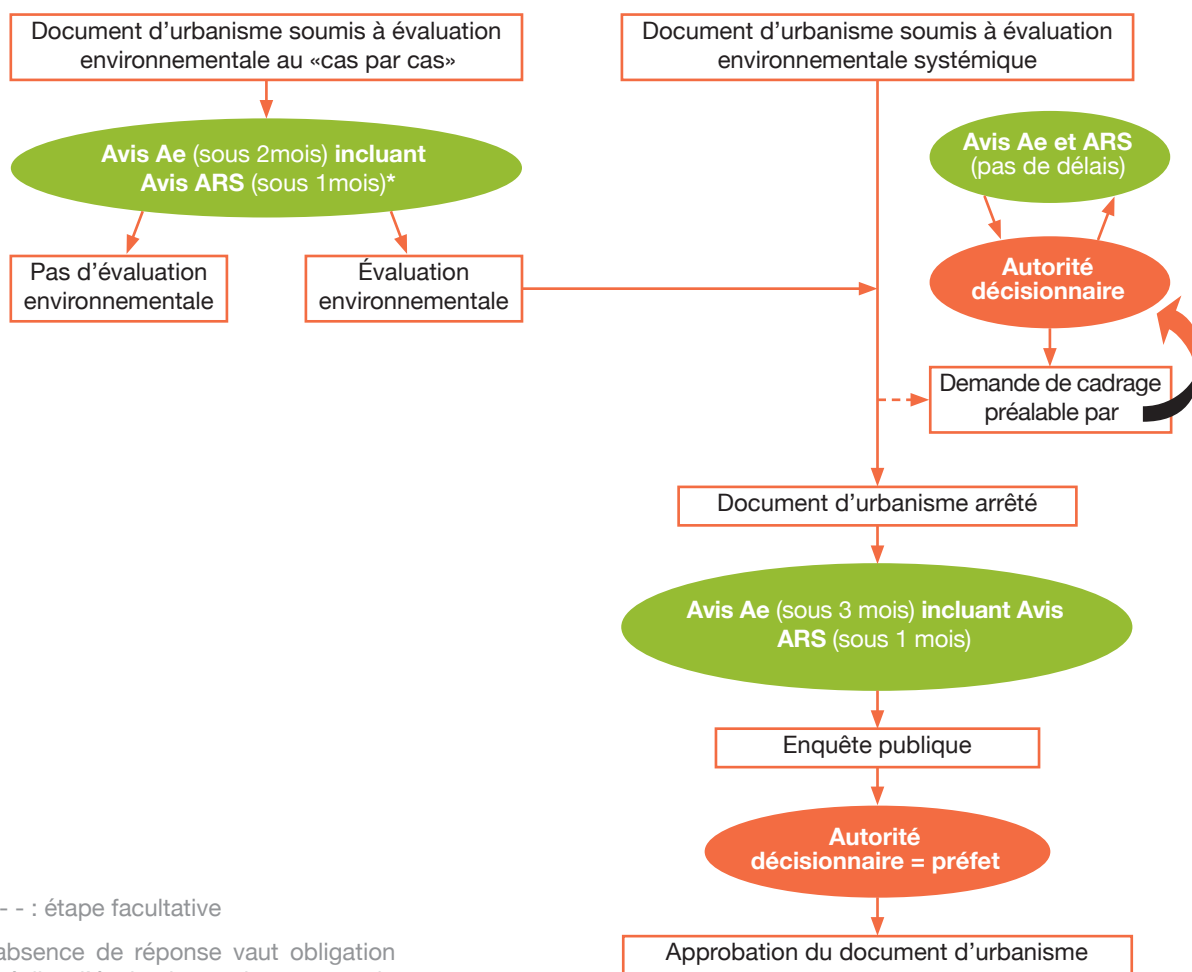 Document d'urbanisme soumis à évaluation
environnementale au «cas par cas»
Avis Ae (sous 2mois) incluant
Avis ARS (sous 1mois)*
Pas d'évaluation
environnementale
Évaluation
environnementale
Document d'urbanisme soumis à évaluation
environnementale systémique
Avis Ae et ARS
(pas de délais)
Autorité
décisionnaire
Demande de cadrage
préalable par
Document d'urbanisme arrêté
Avis Ae (sous 3 mois) incluant Avis
ARS (sous 1 mois)
Enquête publique
Autorité
décisionnaire = préfet
Approbation du document d'urbanisme
- - : étape facultative
absence de réponse vaut obligation